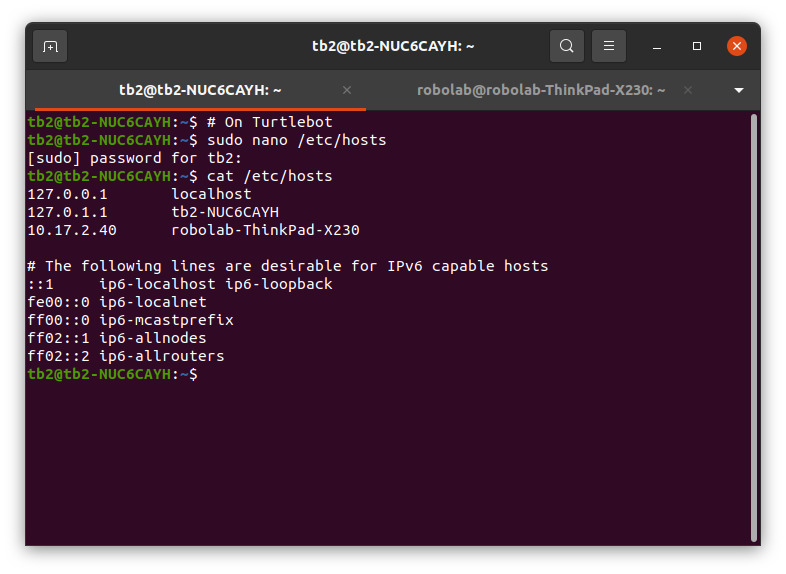 tb2@tb2-NUC6CAYH: ~
tb2@tb2-NUC6CAYH: ~
robolab@robolab-ThinkPad-X230: ~
tb2@tb2-NUC6CAYH:~$ # On Turtlebot
tb2@tb2-NUC6CAYH:~$ sudo nano /etc/hosts
[sudo] password for tb2:
tb2@tb2-NUC6CAYH:~$ cat /etc/hosts
127.0.0.1       localhost
127.0.1.1       tb2-NUC6CAYH
10.17.2.40      robolab-ThinkPad-X230

# The following lines are desirable for IPv6 capable hosts
::1     ip6-localhost ip6-loopback
fe00::0 ip6-localnet
ff00::0 ip6-mcastprefix
ff02::1 ip6-allnodes
ff02::2 ip6-allrouters
tb2@tb2-NUC6CAYH:~$